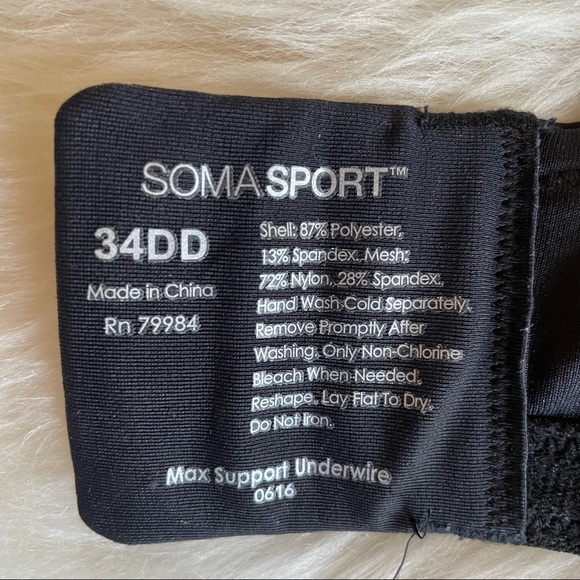 SOMA SPORT™
34DD
Made in China
Rn 79984
Shell: 87% Polyester,
13% Spandex. Mesh:
72% Nylon, 28% Spandex.
Hand Wash Cold Separately.
Remove Promptly After
Washing. Only Non-Chlorine
Bleach When Needed.
Reshape, Lay Flat To Dry.
Do Not Iron.
Max Support Underwire
0616